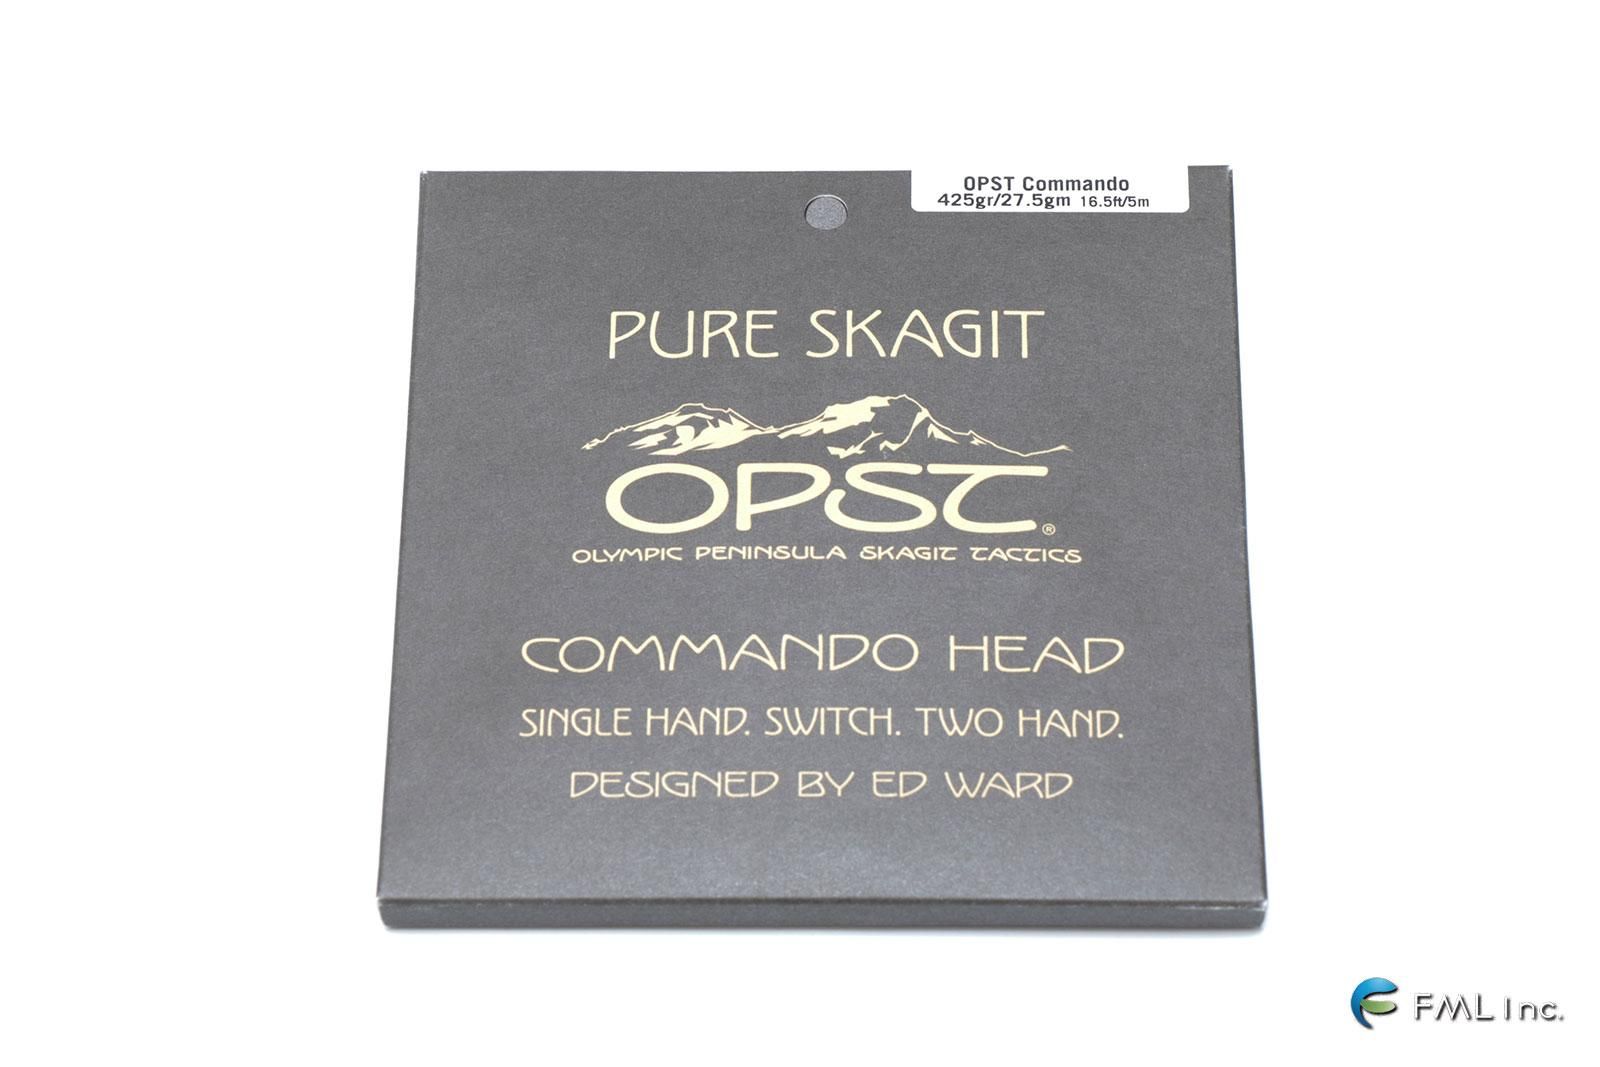 OPST Commando
425gr/27.5gm 16.5ft/5m
PURE SKAGIT
OPST®
OLYMPIC PENINSULA SKAGIT TACTICS
COMMANDO HEAD
SINGLE HAND. SWITCH. TWO HAND.
DESIGNED BY ED WARD
FML Inc.